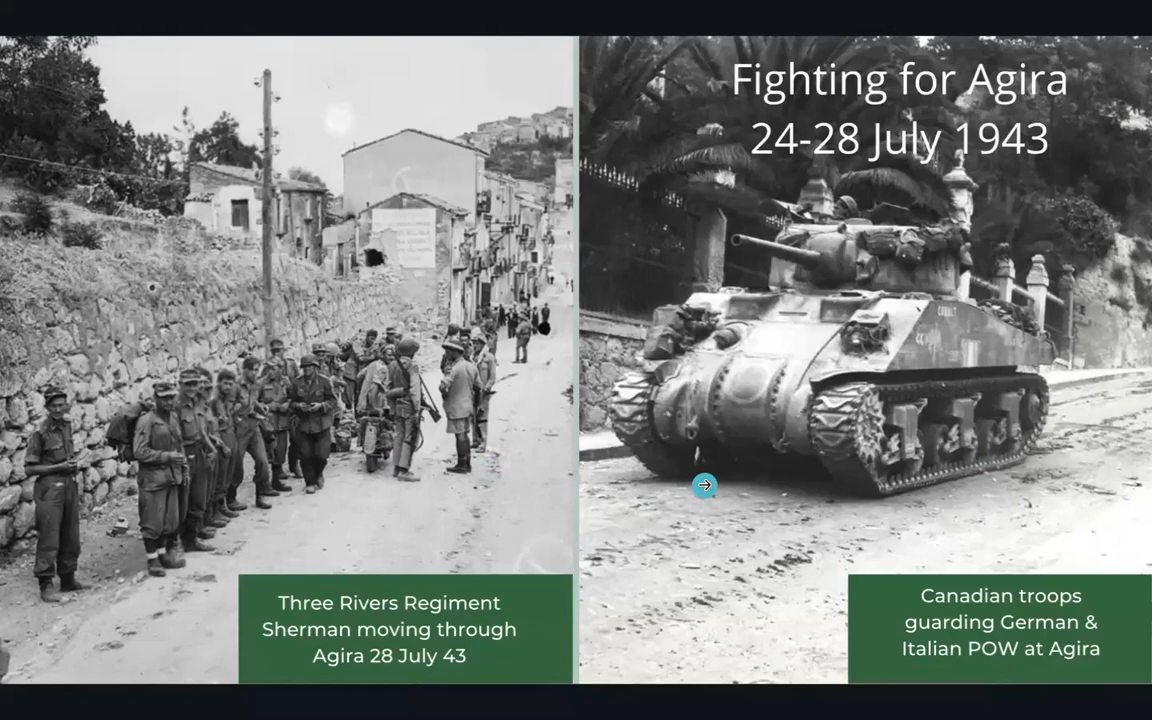 Fighting for Agira
24-28 July 1943
Three Rivers Regiment
Sherman moving through
Agira 28 July 43
Canadian troops
guarding German &
Italian POW at Agira